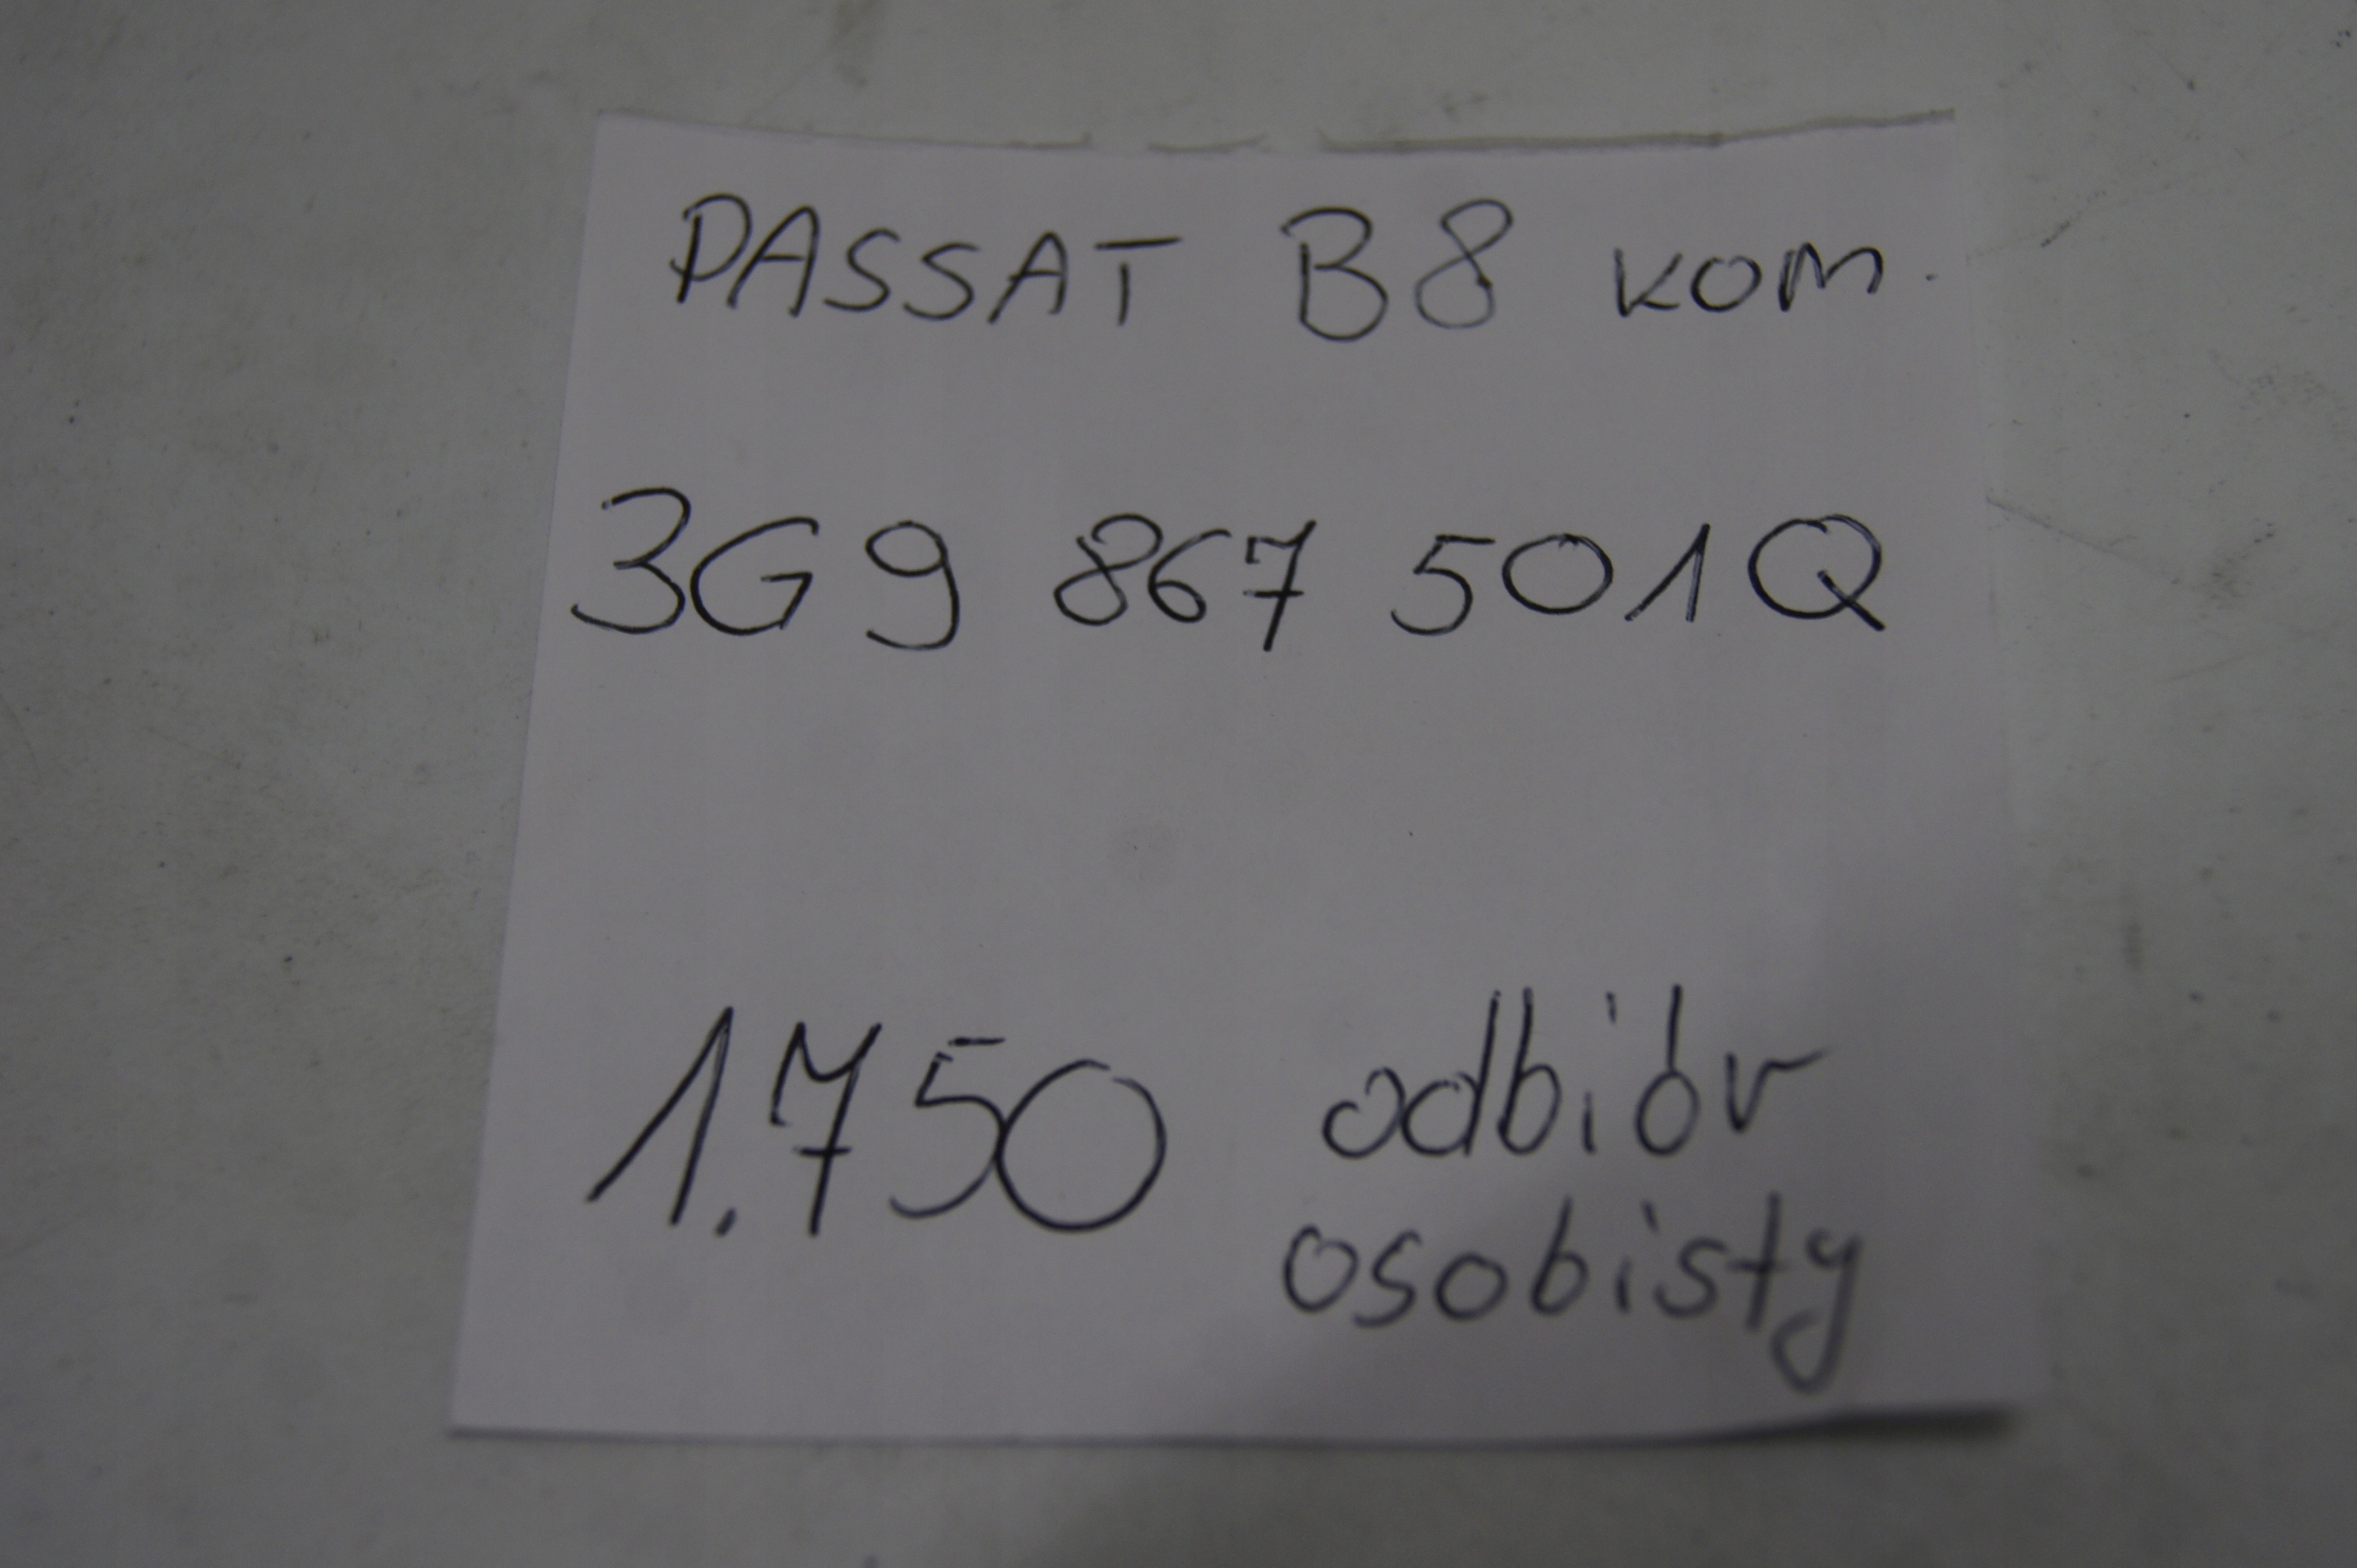 PASSAT B8 KOM.
3G9 867 501Q
1.750 odbiór
osobisty